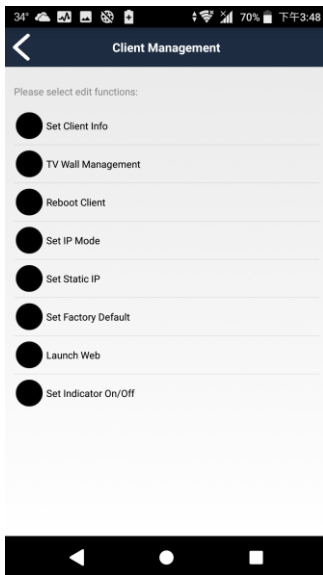 34° 70% 下午3:48
Client Management
Please select edit functions:
Set Client Info
TV Wall Management
Reboot Client
Set IP Mode
Set Static IP
Set Factory Default
Launch Web
Set Indicator On/Off